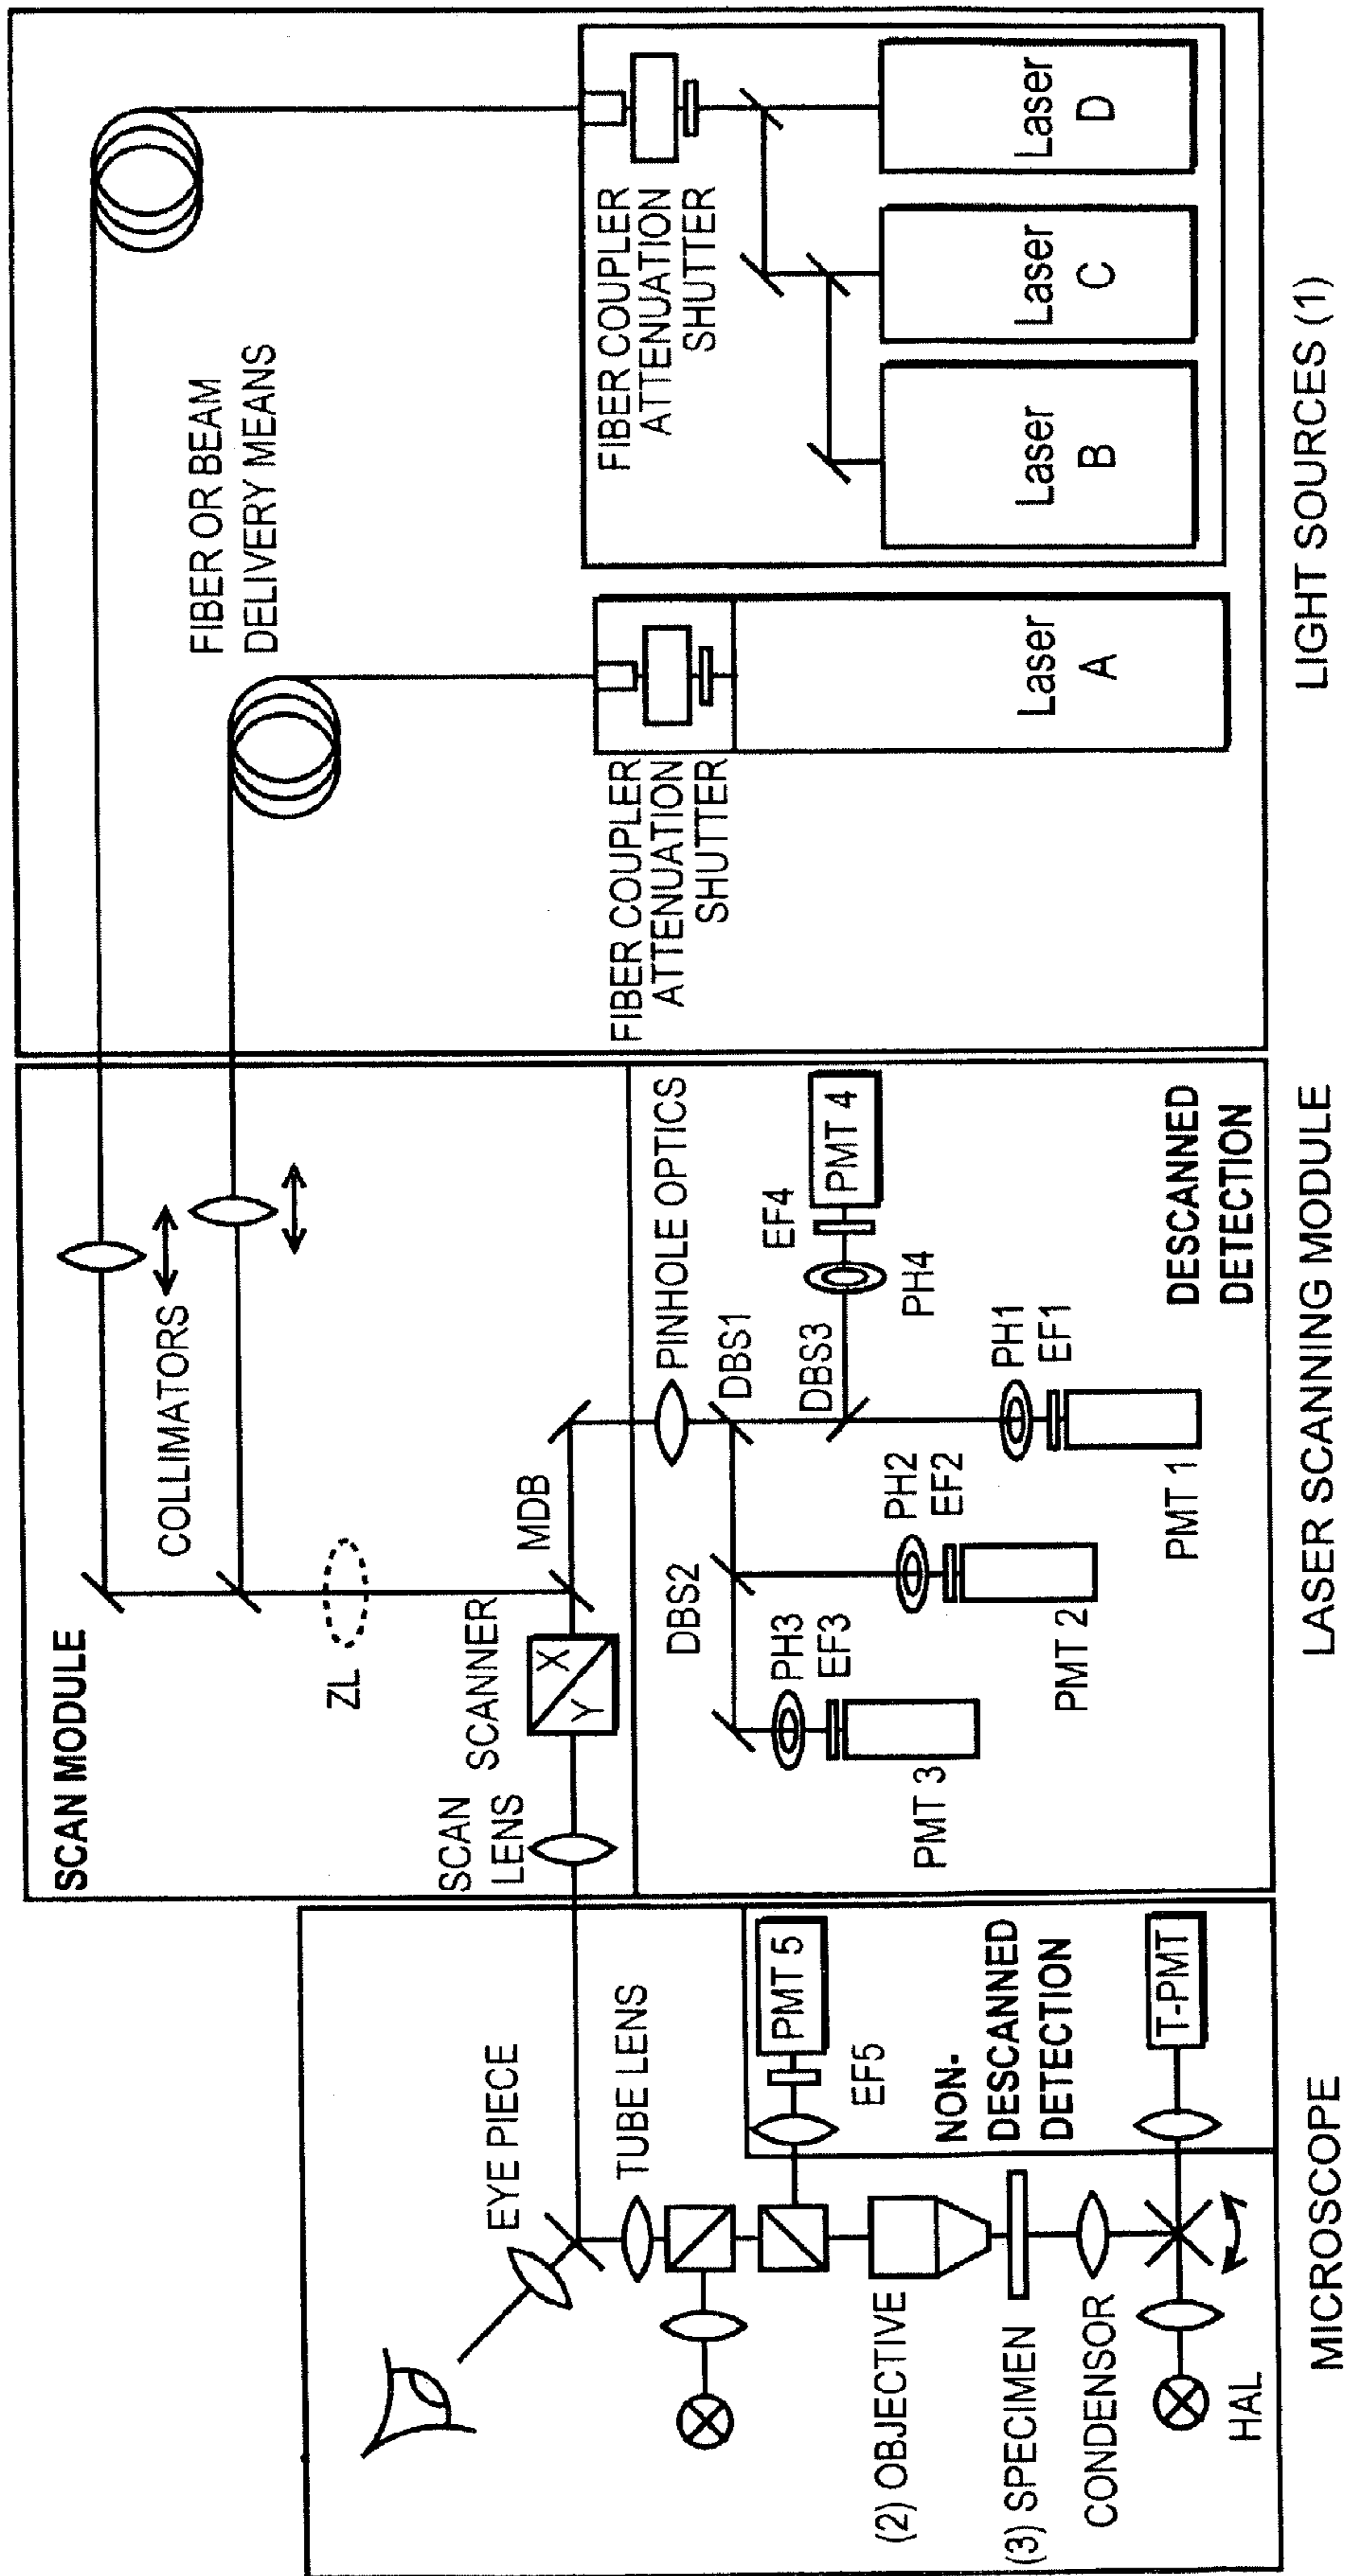 EYE PIECE
TUBE LENS
PMT 5
EF5
NON-
DESCANNED
DETECTION
(2) OBJECTIVE
(3) SPECIMEN
CONDENSOR
T-PMT
HAL
MICROSCOPE
SCAN MODULE
COLLIMATORS
ZL
MDB
SCANNER
X
Y
SCAN
LENS
PINHOLE OPTICS
DBS1
DBS2
DBS3
EF4
PMT 4
PH4
PH3
EF3
PMT 3
PH2
EF2
PMT 2
PH1
EF1
PMT 1
DESCANNED
DETECTION
LASER SCANNING MODULE
FIBER OR BEAM
DELIVERY MEANS
FIBER COUPLER
ATTENUATION
SHUTTER
FIBER COUPLER
ATTENUATION
SHUTTER
Laser
A
Laser
B
Laser
C
Laser
D
LIGHT SOURCES (1)